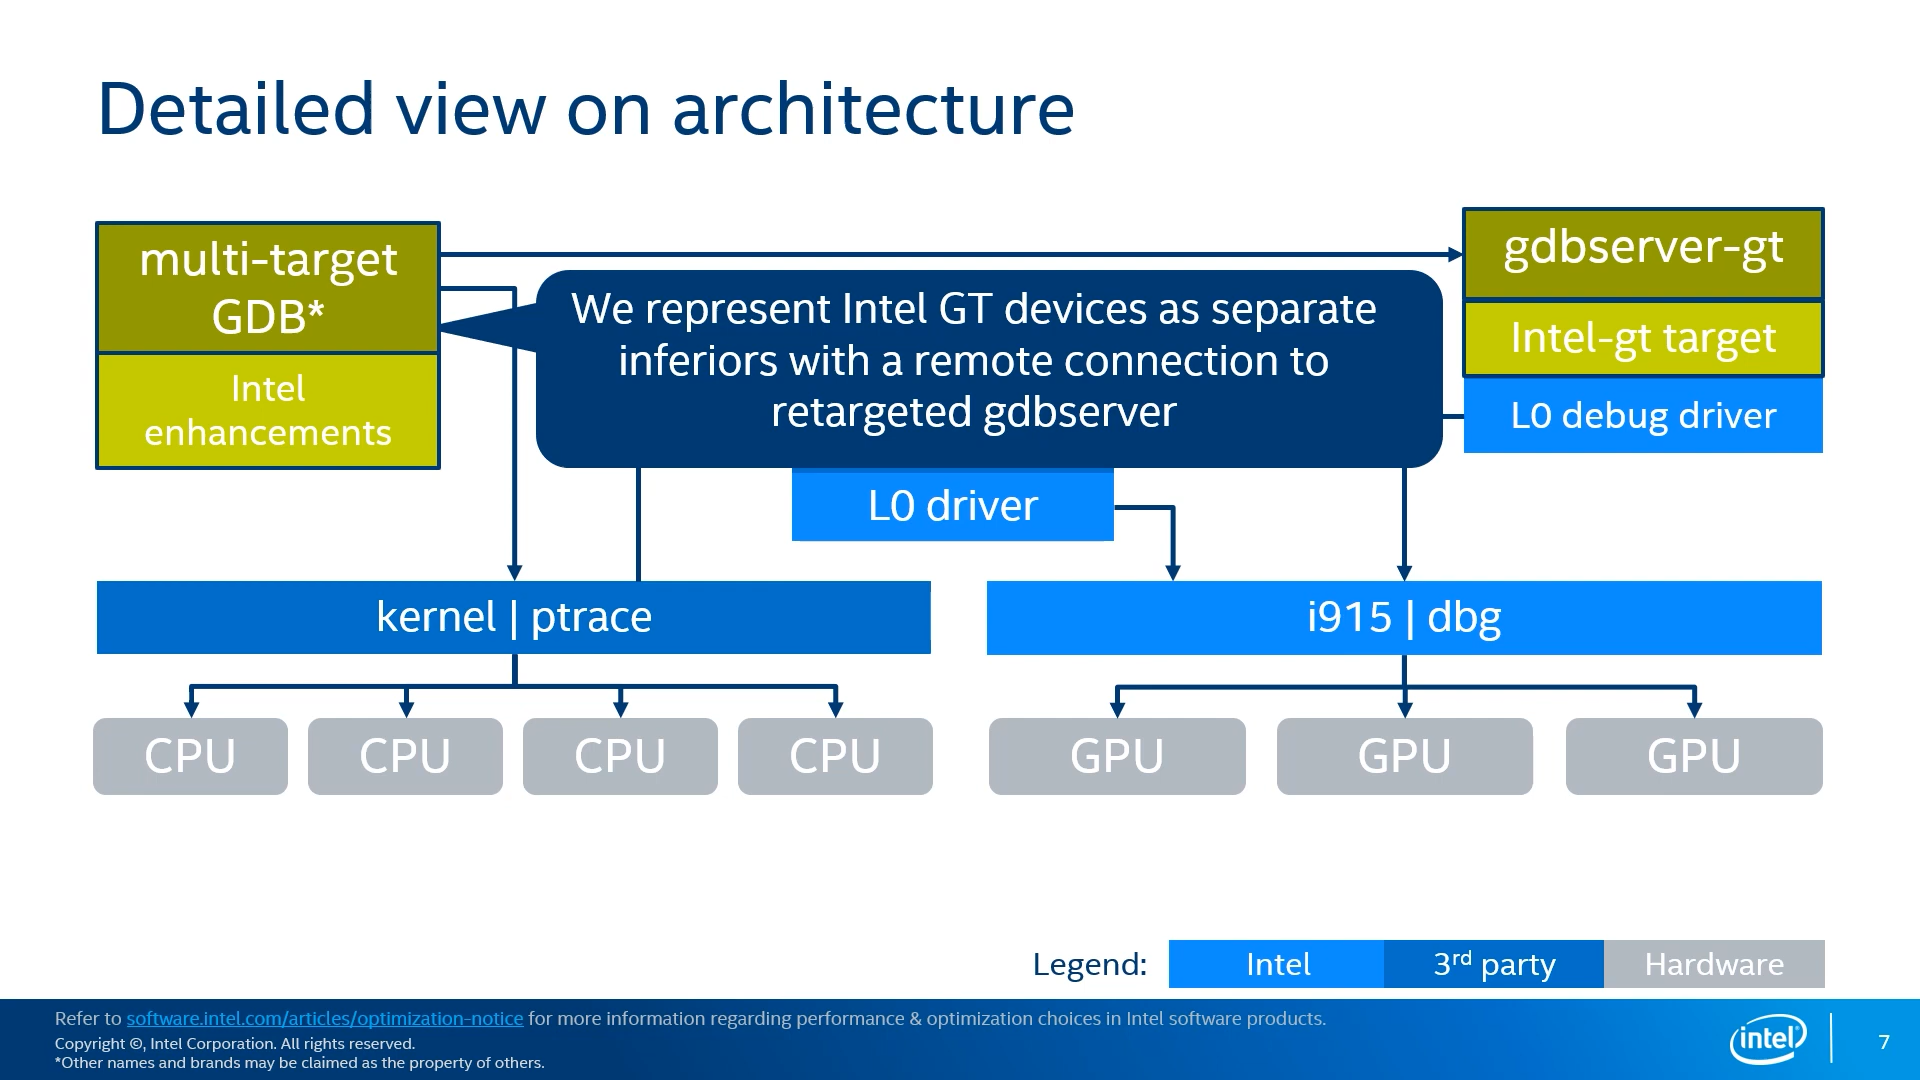 Detailed view on architecture
multi-target
GDB*
Intel
enhancements
We represent Intel GT devices as separate
inferiors with a remote connection to
retargeted gdbserver
gdbserver-gt
Intel-gt target
L0 debug driver
L0 driver
kernel | ptrace
i915 | dbg
CPU CPU CPU CPU GPU GPU GPU
Legend: Intel 3rd party Hardware
Refer to software.intel.com/articles/optimization-notice for more information regarding performance & optimization choices in Intel software products.
Copyright ©, Intel Corporation. All rights reserved.
*Other names and brands may be claimed as the property of others.
intel
7